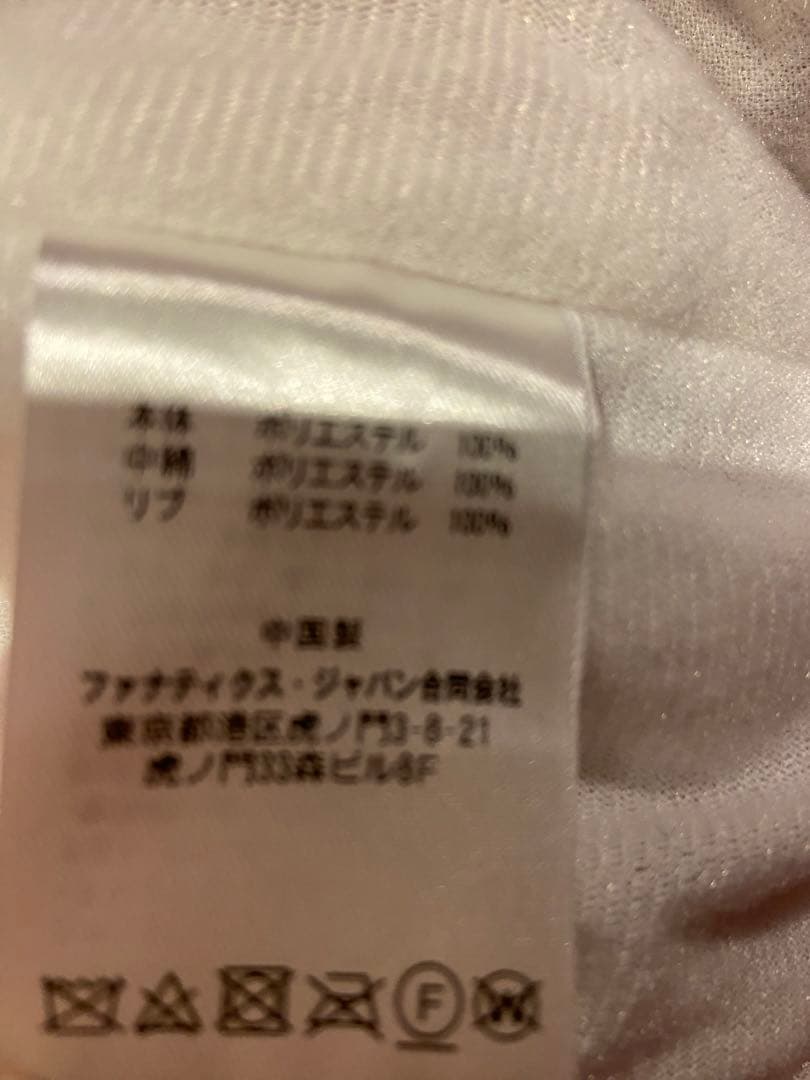 本体 ポリエステル 100%
中綿 ポリエステル 100%
リブ ポリエステル 100%
中国製
ファナティクス・ジャパン合同会社
東京都港区虎ノ門3-8-21
虎ノ門33森ビル8F
F W